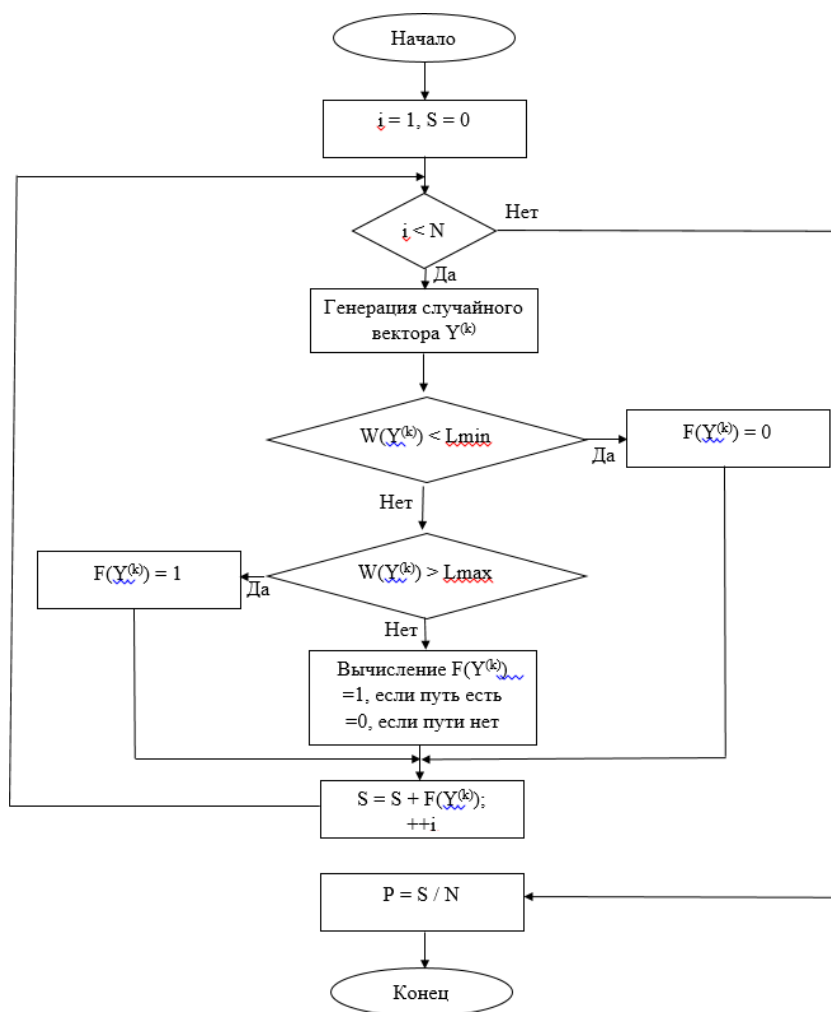 Начало
i = 1, S = 0
i < N
Нет
Да
Генерация случайного
вектора Y⁽ᵏ⁾
W(Y⁽ᵏ⁾) < Lmin
Да
F(Y⁽ᵏ⁾) = 0
Нет
W(Y⁽ᵏ⁾) > Lmax
Да
F(Y⁽ᵏ⁾) = 1
Нет
Вычисление F(Y⁽ᵏ⁾)
=1, если путь есть
=0, если пути нет
S = S + F(Y⁽ᵏ⁾);
++i
P = S / N
Конец